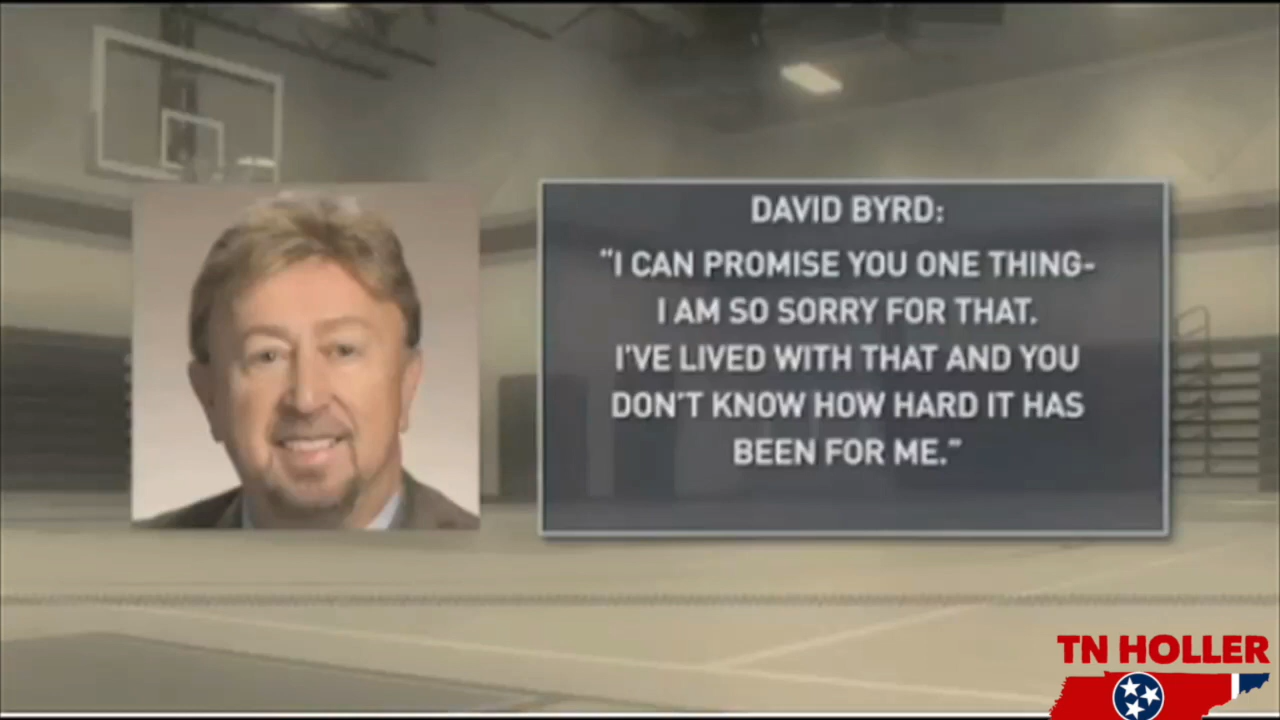 DAVID BYRD:
“I CAN PROMISE YOU ONE THING-
I AM SO SORRY FOR THAT.
I’VE LIVED WITH THAT AND YOU
DON’T KNOW HOW HARD IT HAS
BEEN FOR ME.”
TN HOLLER